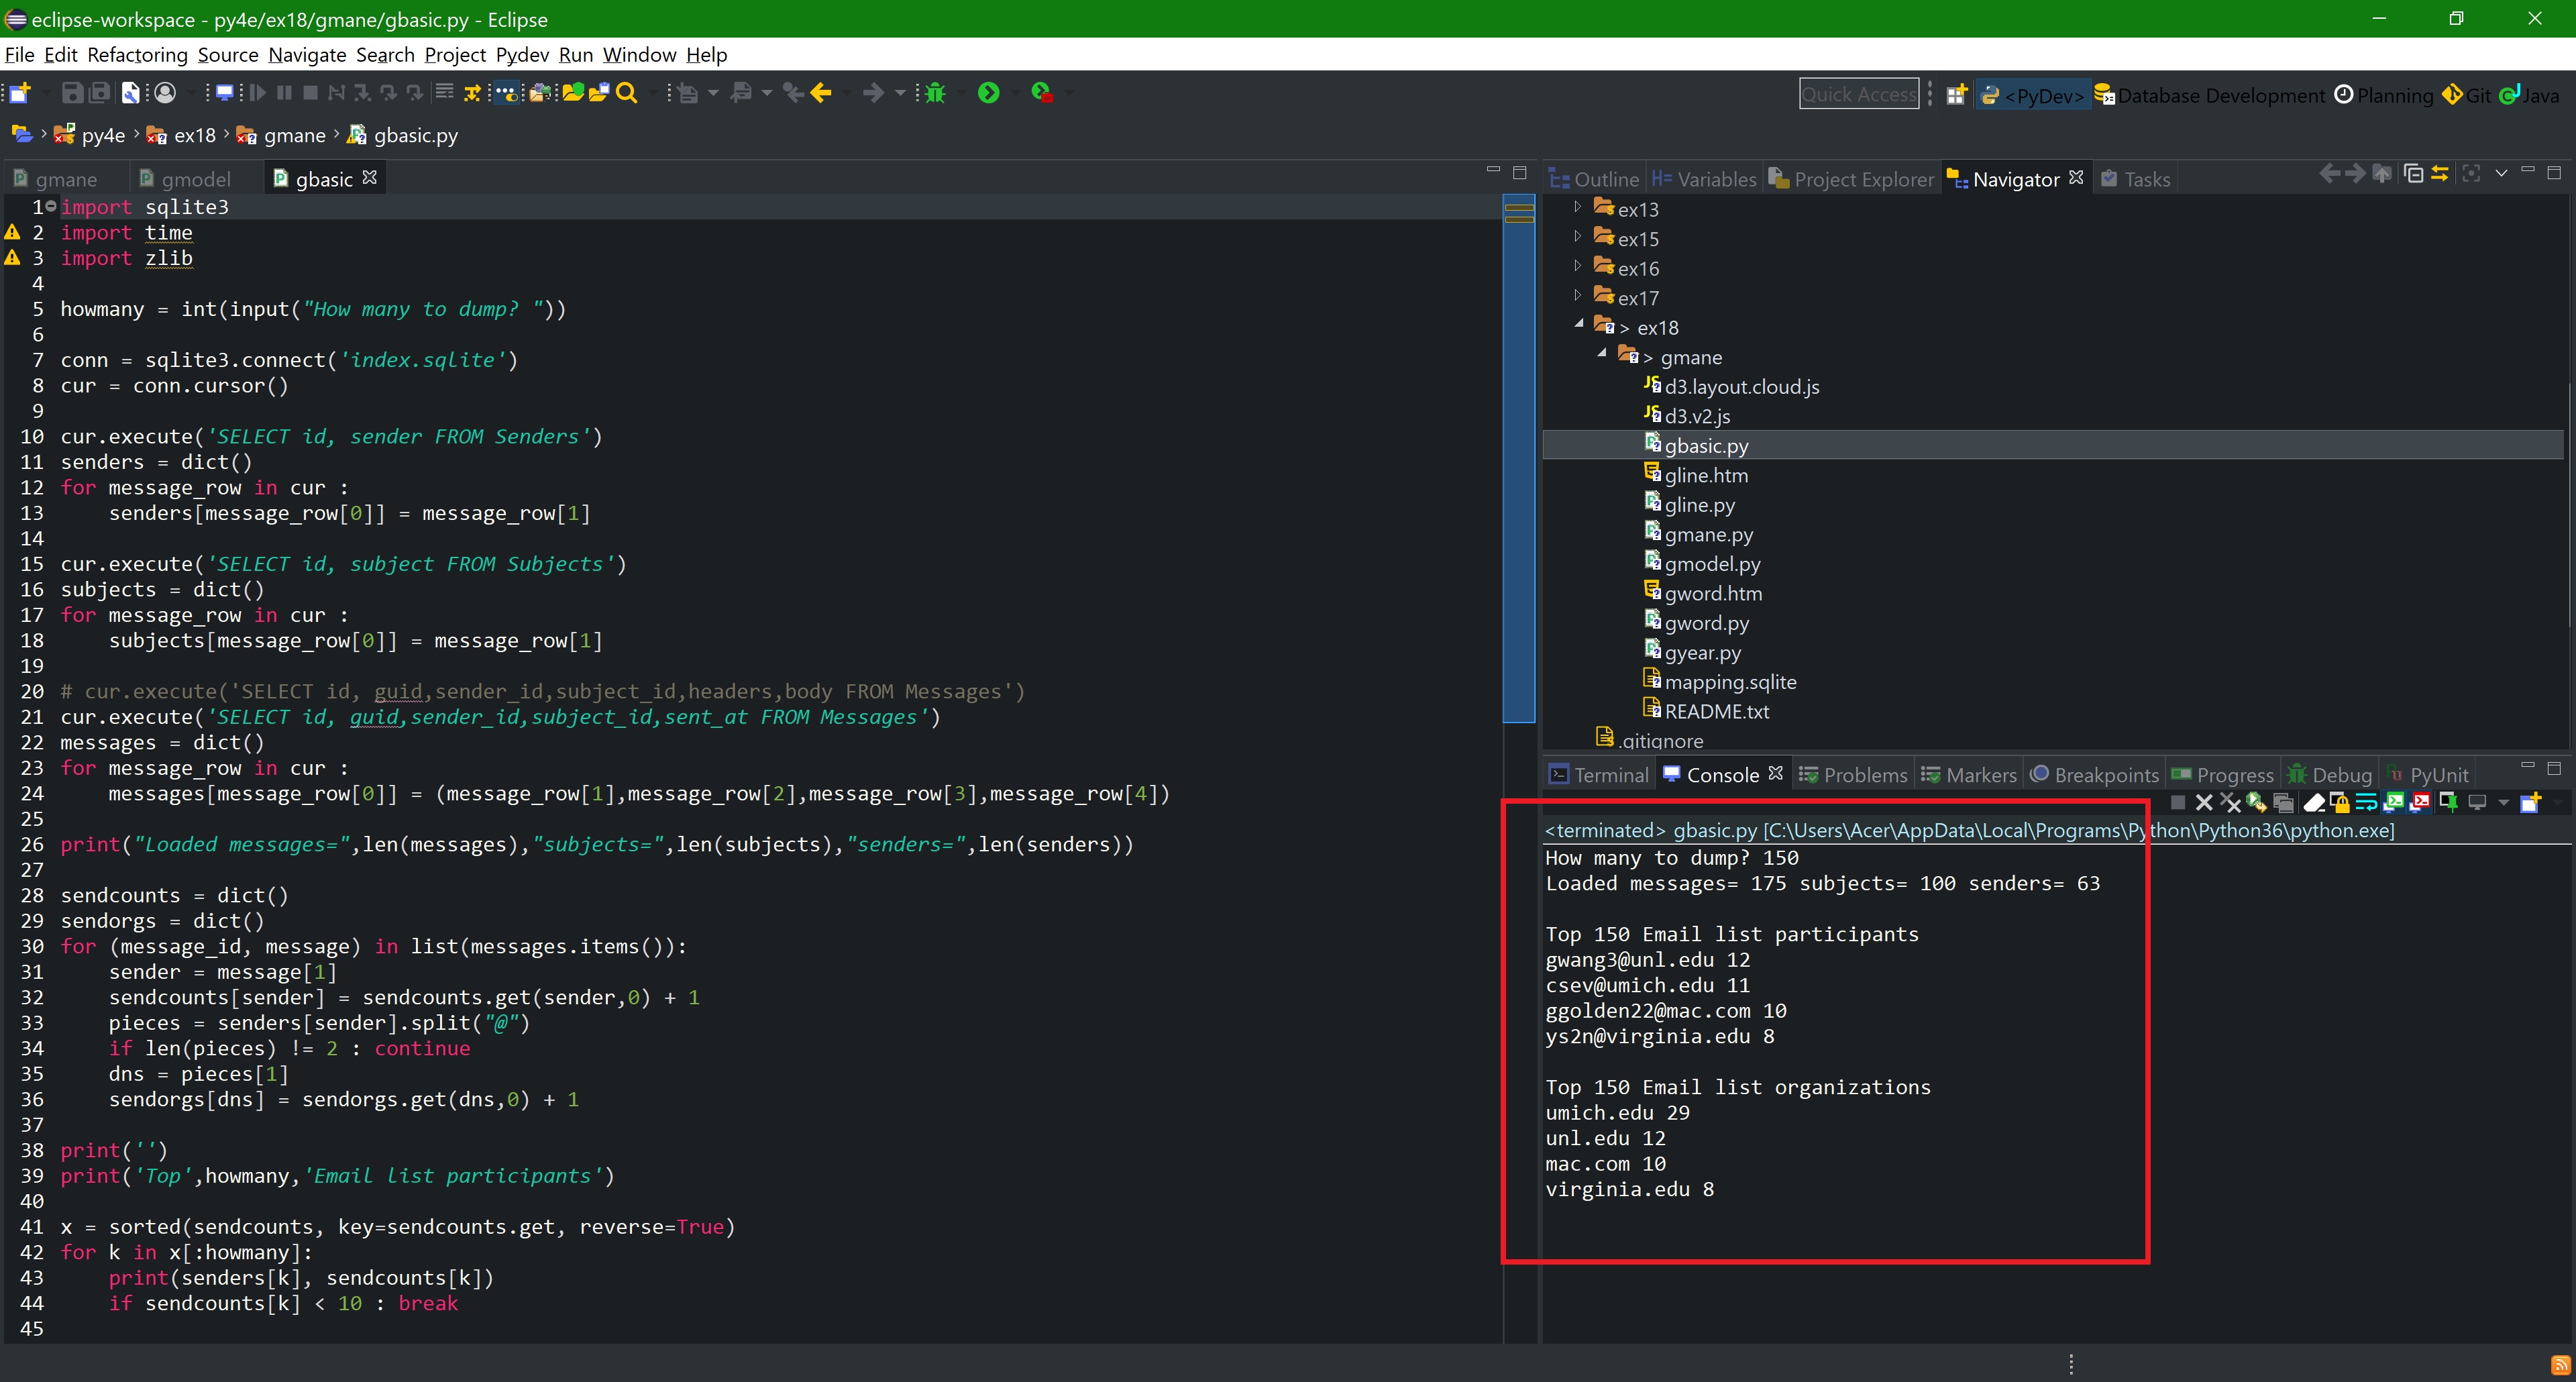 eclipse-workspace - py4e/ex18/gmane/gbasic.py - Eclipse
File Edit Refactoring Source Navigate Search Project Pydev Run Window Help
Quick Access <PyDev> Database Development Planning Git Java
py4e ex18 gmane gbasic.py
gmane gmodel gbasic
1 import sqlite3
2 import time
3 import zlib
4
5 howmany = int(input("How many to dump? "))
6
7 conn = sqlite3.connect('index.sqlite')
8 cur = conn.cursor()
9
10 cur.execute('SELECT id, sender FROM Senders')
11 senders = dict()
12 for message_row in cur :
13     senders[message_row[0]] = message_row[1]
14
15 cur.execute('SELECT id, subject FROM Subjects')
16 subjects = dict()
17 for message_row in cur :
18     subjects[message_row[0]] = message_row[1]
19
20 # cur.execute('SELECT id, guid,sender_id,subject_id,headers,body FROM Messages')
21 cur.execute('SELECT id, guid,sender_id,subject_id,sent_at FROM Messages')
22 messages = dict()
23 for message_row in cur :
24     messages[message_row[0]] = (message_row[1],message_row[2],message_row[3],message_row[4])
25
26 print("Loaded messages=",len(messages),"subjects=",len(subjects),"senders=",len(senders))
27
28 sendcounts = dict()
29 sendorgs = dict()
30 for (message_id, message) in list(messages.items()):
31     sender = message[1]
32     sendcounts[sender] = sendcounts.get(sender,0) + 1
33     pieces = senders[sender].split("@")
34     if len(pieces) != 2 : continue
35     dns = pieces[1]
36     sendorgs[dns] = sendorgs.get(dns,0) + 1
37
38 print('')
39 print('Top',howmany,'Email list participants')
40
41 x = sorted(sendcounts, key=sendcounts.get, reverse=True)
42 for k in x[:howmany]:
43     print(senders[k], sendcounts[k])
44     if sendcounts[k] < 10 : break
45
Outline Variables Project Explorer Navigator Tasks
ex13
ex15
ex16
ex17
> ex18
> gmane
d3.layout.cloud.js
d3.v2.js
gbasic.py
gline.htm
gline.py
gmane.py
gmodel.py
gword.htm
gword.py
gyear.py
mapping.sqlite
README.txt
.gitignore
Terminal Console Problems Markers Breakpoints Progress Debug PyUnit
<terminated> gbasic.py [C:\Users\Acer\AppData\Local\Programs\Python\Python36\python.exe]
How many to dump? 150
Loaded messages= 175 subjects= 100 senders= 63
Top 150 Email list participants
gwang3@unl.edu 12
csev@umich.edu 11
ggolden22@mac.com 10
ys2n@virginia.edu 8
Top 150 Email list organizations
umich.edu 29
unl.edu 12
mac.com 10
virginia.edu 8